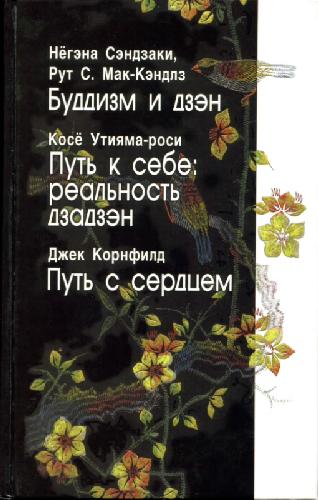 Нёгэна Сэндзаки,
Рут С. Мак-Кэндлз
Буддизм и дзэн
Косё Утияма-роси
Путь к себе:
реальность
дзадзэн
Джек Корнфилд
Путь с сердцем